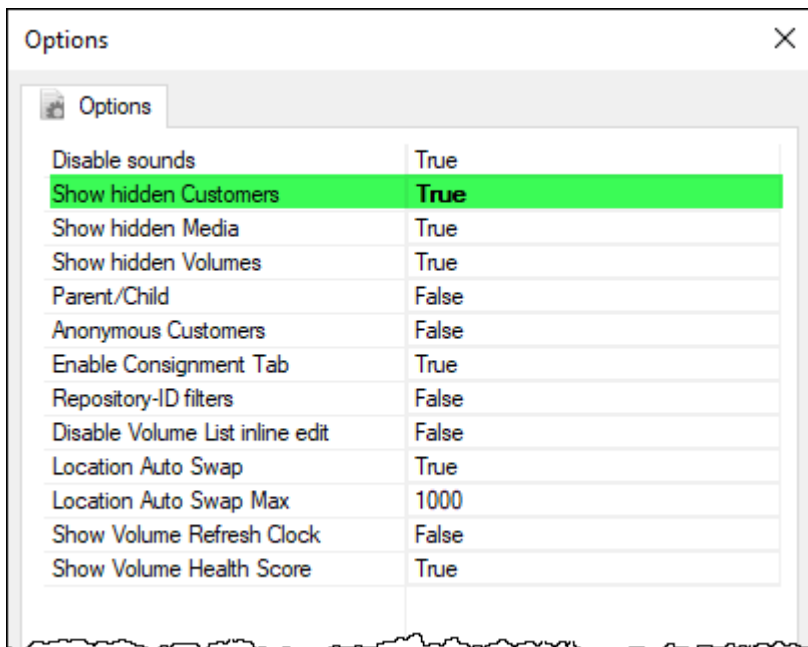 Options
Options
Disable sounds True
Show hidden Customers True
Show hidden Media True
Show hidden Volumes True
Parent/Child False
Anonymous Customers False
Enable Consignment Tab True
Repository-ID filters False
Disable Volume List inline edit False
Location Auto Swap True
Location Auto Swap Max 1000
Show Volume Refresh Clock False
Show Volume Health Score True